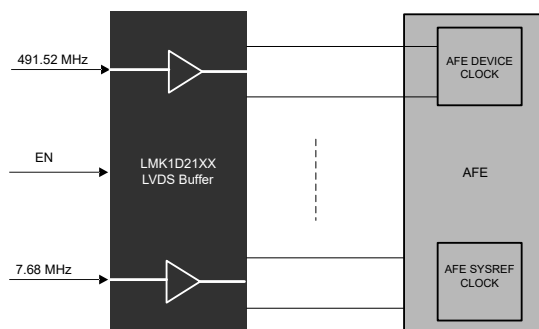 491.52 MHz
EN
7.68 MHz
LMK1D21XX
LVDS Buffer
AFE DEVICE
CLOCK
AFE
AFE SYSREF
CLOCK